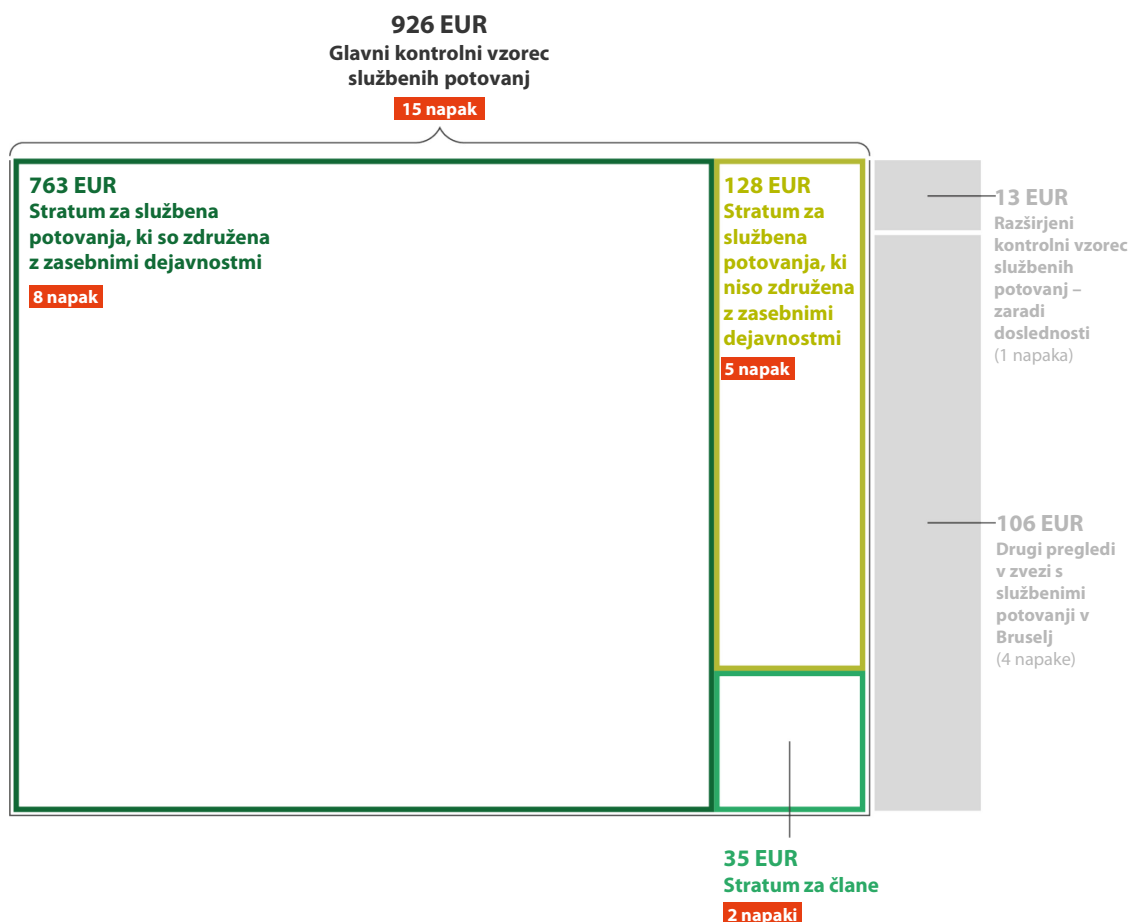 926 EUR
Glavni kontrolni vzorec
službenih potovanj
15 napak
763 EUR
Stratum za službena
potovanja, ki so združena
z zasebnimi dejavnostmi
8 napak
128 EUR
Stratum za
službena
potovanja, ki
niso združena
z zasebnimi
dejavnostmi
5 napak
13 EUR
Razširjeni
kontrolni vzorec
službenih
potovanj –
zaradi
doslednosti
(1 napaka)
106 EUR
Drugi pregledi
v zvezi s
službenimi
potovanji v
Bruselj
(4 napake)
35 EUR
Stratum za člane
2 napaki